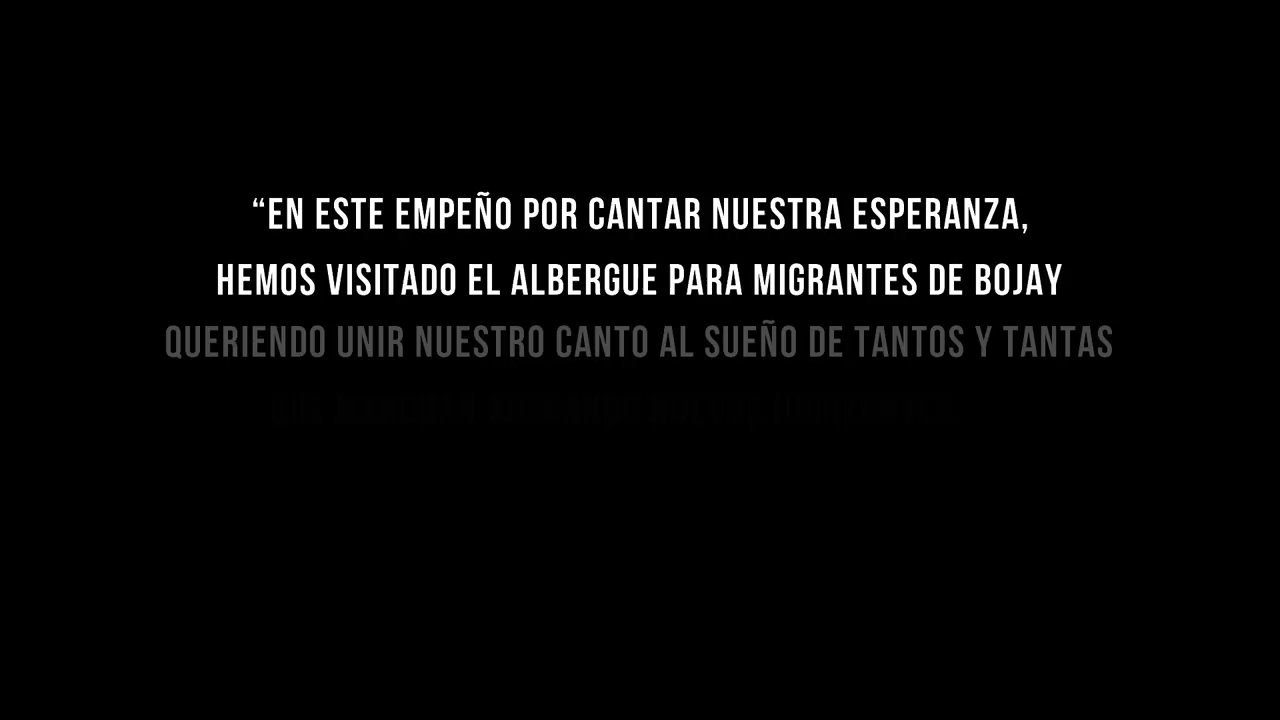 “EN ESTE EMPEÑO POR CANTAR NUESTRA ESPERANZA,
HEMOS VISITADO EL ALBERGUE PARA MIGRANTES DE BOJAY
QUERIENDO UNIR NUESTRO CANTO AL SUEÑO DE TANTOS Y TANTAS